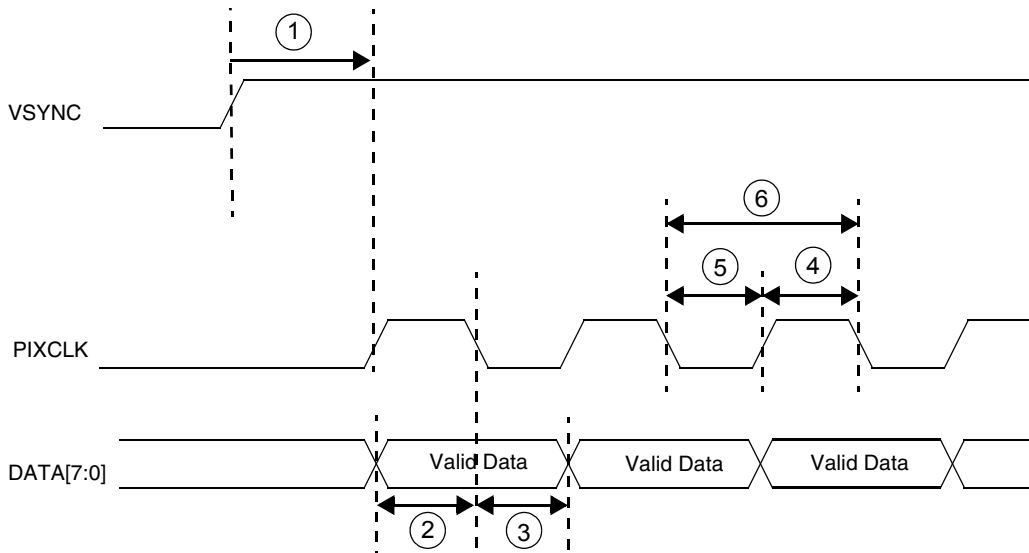 1
VSYNC
6
5
4
PIXCLK
DATA[7:0]
Valid Data
Valid Data
Valid Data
2
3